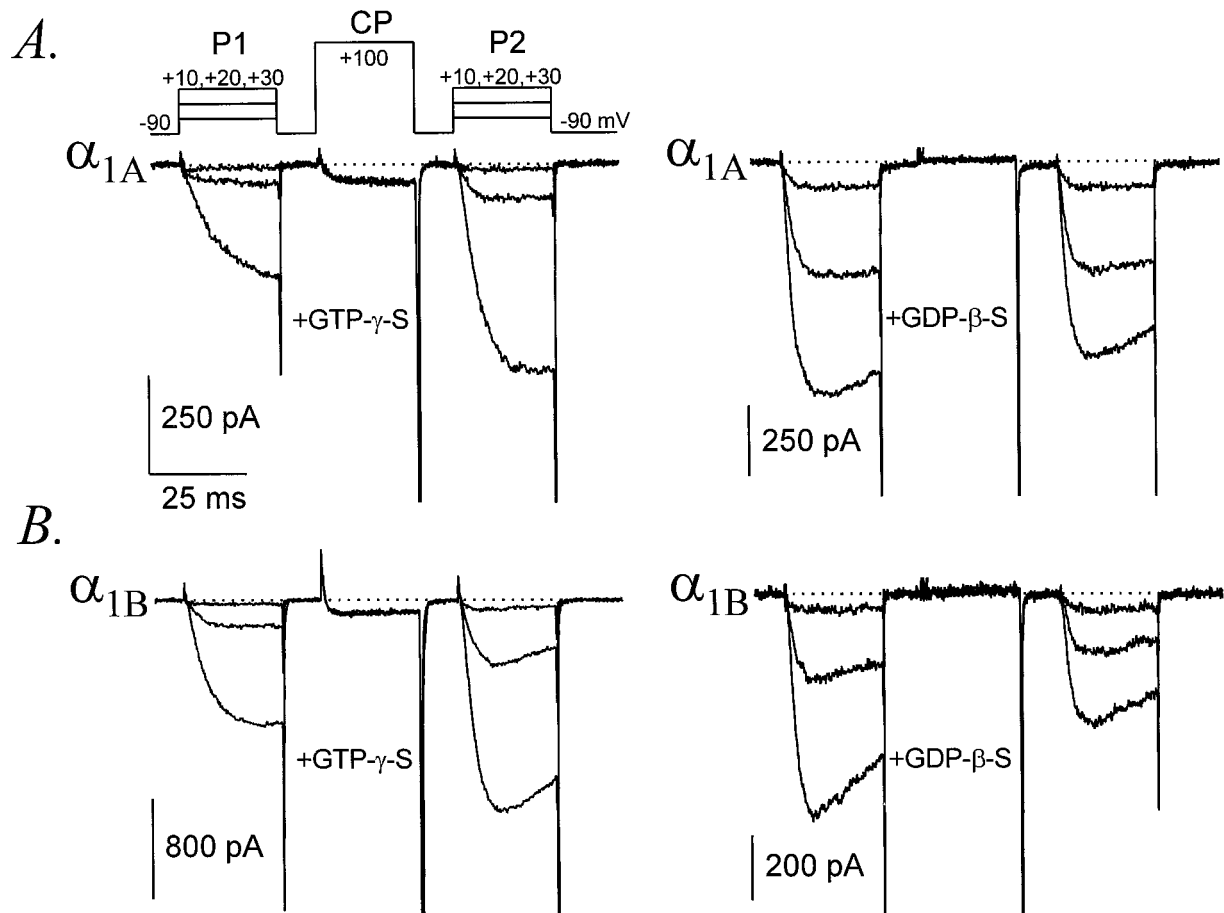 A.
P1
CP
P2
+10,+20,+30
+100
+10,+20,+30
-90
-90 mV
α1A
+GTP-γ-S
250 pA
25 ms
α1A
+GDP-β-S
250 pA
B.
α1B
+GTP-γ-S
800 pA
α1B
+GDP-β-S
200 pA